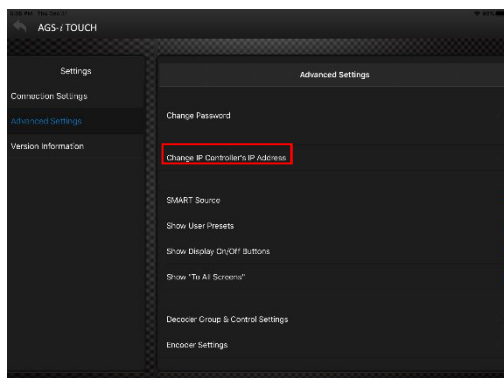 AGS-i TOUCH
Settings
Connection Settings
Advanced Settings
Version Information
Advanced Settings
Change Password
Change IP Controller's IP Address
SMART Source
Show User Presets
Show Display On/Off Buttons
Show "To All Screens"
Decoder Group & Control Settings
Encoder Settings